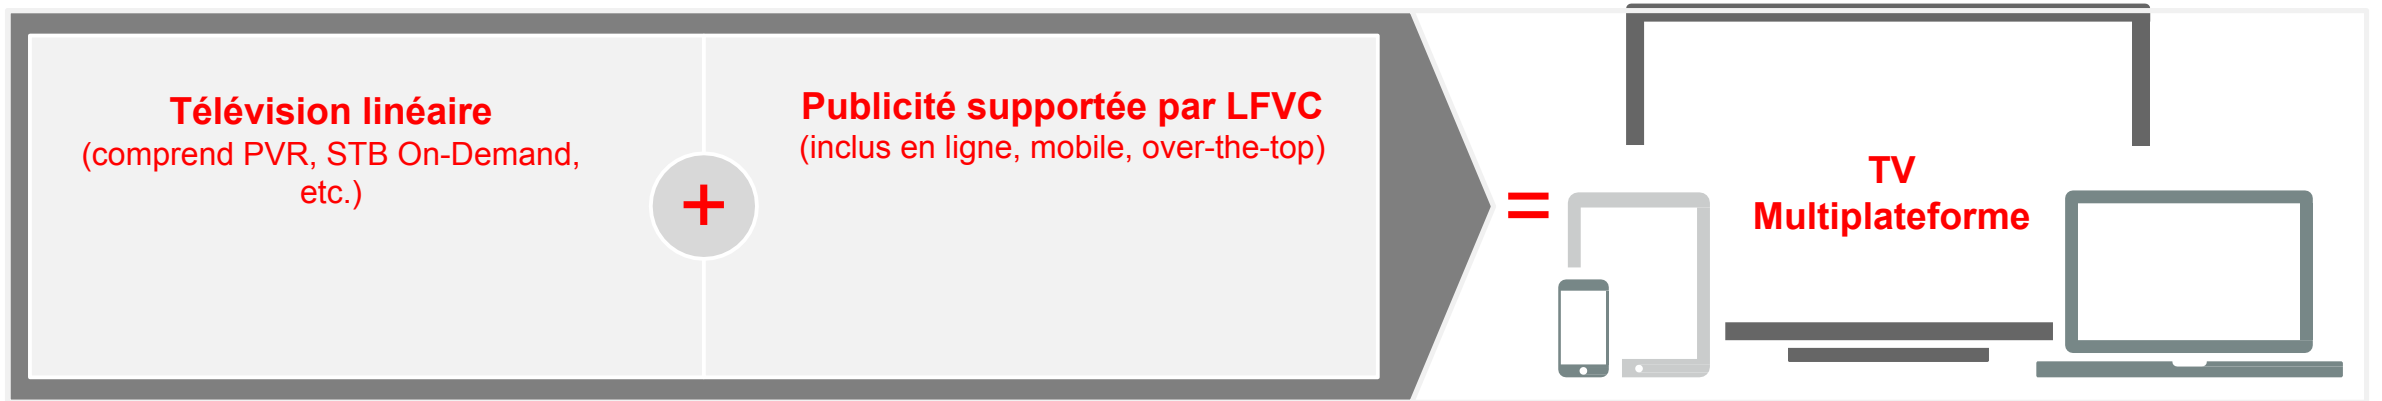 Télévision linéaire
(comprend PVR, STB On-Demand,
etc.)
+
Publicité supportée par LFVC
(inclus en ligne, mobile, over-the-top)
=
TV
Multiplateforme